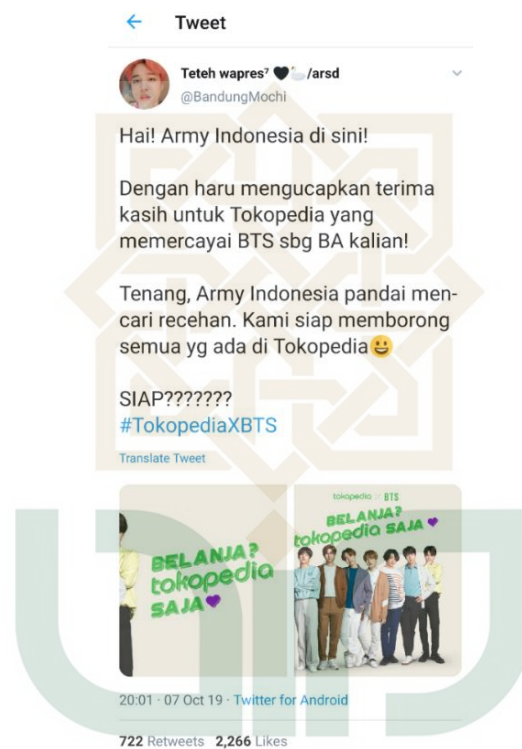 Tweet
Teteh wapres⁷ 🖤🦢/arsd
@BandungMochi
Hai! Army Indonesia di sini!
Dengan haru mengucapkan terima
kasih untuk Tokopedia yang
memercayai BTS sbg BA kalian!
Tenang, Army Indonesia pandai men-
cari recehan. Kami siap memborong
semua yg ada di Tokopedia😃
SIAP???????
#TokopediaXBTS
Translate Tweet
BELANJA?
tokopedia
SAJA💜
tokopedia × BTS
BELANJA?
tokopedia SAJA 💜
20:01 · 07 Oct 19 · Twitter for Android
722 Retweets 2,266 Likes